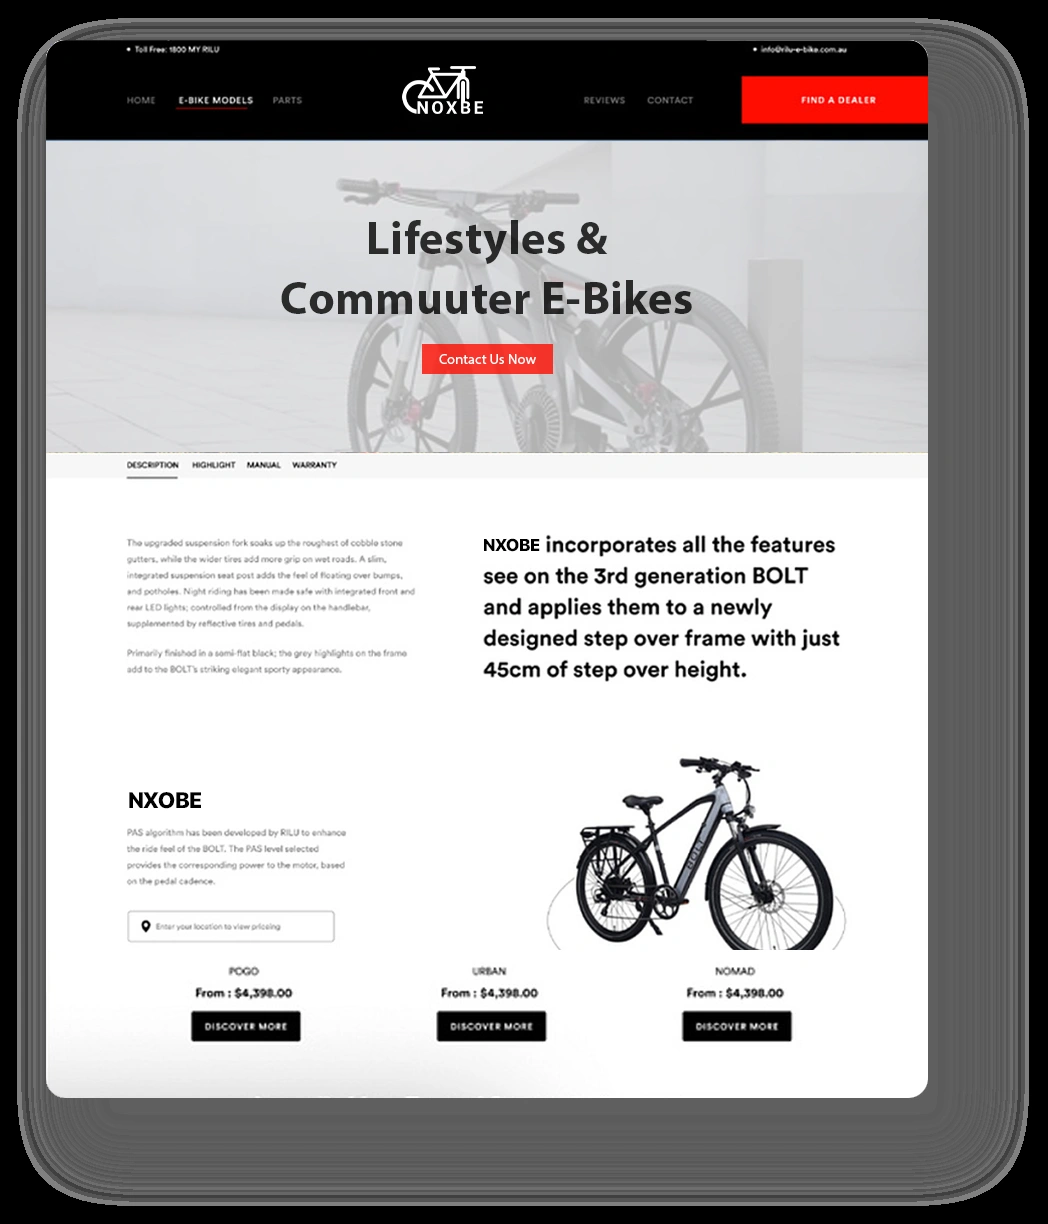 Toll Free: 1800 MY RILU
info@rilu-e-bike.com.au
HOME E-BIKE MODELS PARTS
NOXBE
REVIEWS CONTACT
FIND A DEALER
Lifestyles &
Commuuter E-Bikes
Contact Us Now
DESCRIPTION HIGHLIGHT MANUAL WARRANTY
The upgraded suspension fork soaks up the roughest of cobble stone
gutters, while the wider tires add more grip on wet roads. A slim,
integrated suspension seat post adds the feel of floating over bumps,
and potholes. Night riding has been made safe with integrated front and
rear LED lights; controlled from the display on the handlebar,
supplemented by reflective tires and pedals.
Primarily finished in a semi-flat black; the grey highlights on the frame
add to the BOLT's striking elegant sporty appearance.
NXOBE incorporates all the features
see on the 3rd generation BOLT
and applies them to a newly
designed step over frame with just
45cm of step over height.
NXOBE
PAS algorithm has been developed by RILU to enhance
the ride feel of the BOLT. The PAS level selected
provides the corresponding power to the motor, based
on the pedal cadence.
Enter your location to view pricing
POGO
From : $4,398.00
DISCOVER MORE
URBAN
From : $4,398.00
DISCOVER MORE
NOMAD
From : $4,398.00
DISCOVER MORE